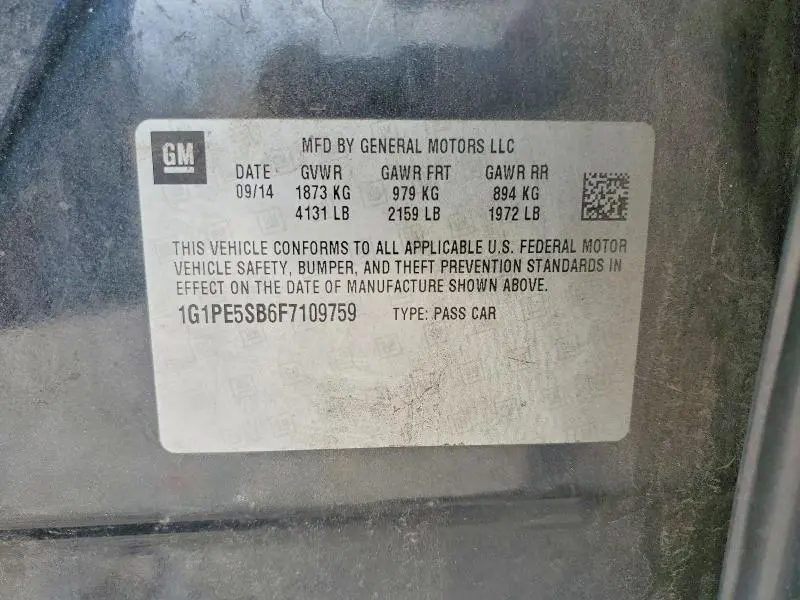 GM
MFD BY GENERAL MOTORS LLC
DATE GVWR GAWR FRT GAWR RR
09/14 1873 KG 979 KG 894 KG
4131 LB 2159 LB 1972 LB
THIS VEHICLE CONFORMS TO ALL APPLICABLE U.S. FEDERAL MOTOR
VEHICLE SAFETY, BUMPER, AND THEFT PREVENTION STANDARDS IN
EFFECT ON THE DATE OF MANUFACTURE SHOWN ABOVE.
1G1PE5SB6F7109759 TYPE: PASS CAR